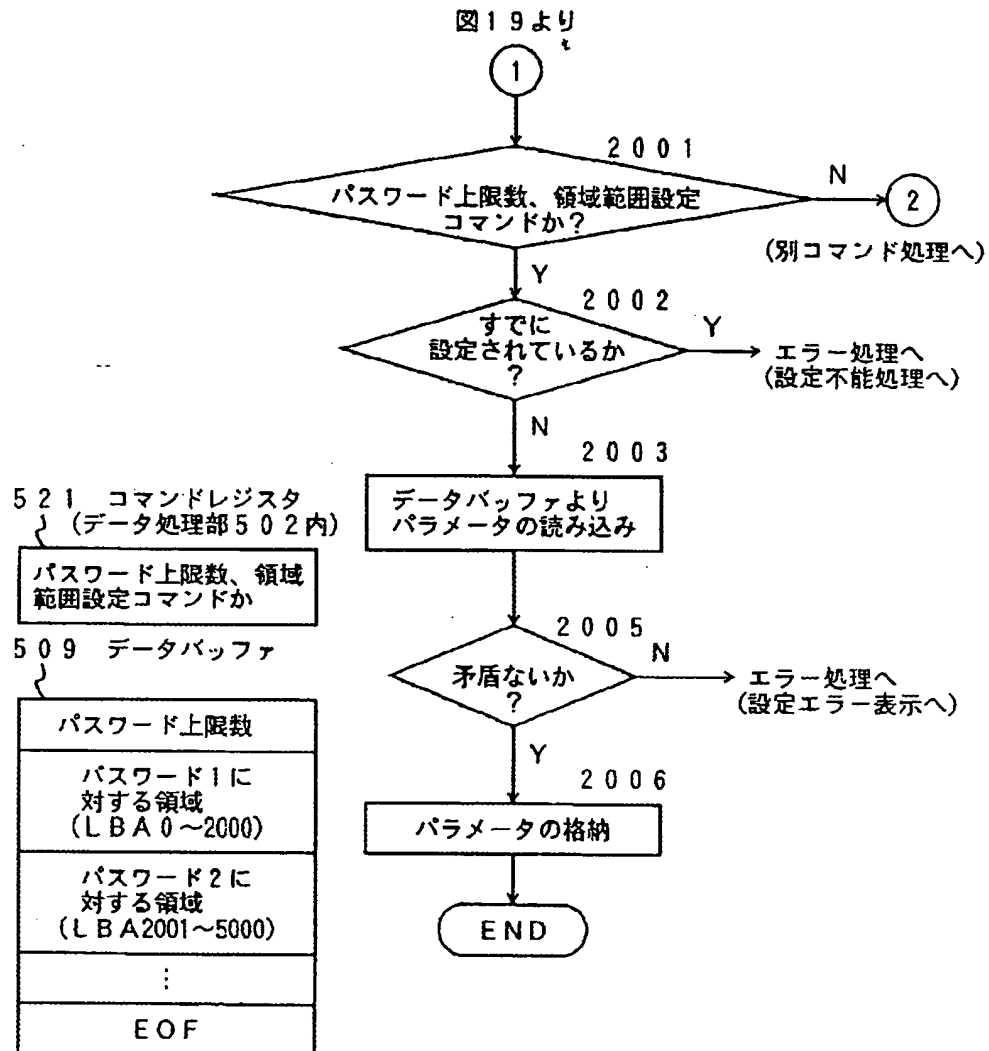 図19より
1
2001
パスワード上限数、領域範囲設定
コマンドか?
N
2
(別コマンド処理へ)
Y
2002
すでに
設定されているか
?
Y
エラー処理へ
(設定不能処理へ)
N
2003
データバッファより
パラメータの読み込み
521 コマンドレジスタ
(データ処理部502内)
パスワード上限数、領域
範囲設定コマンドか
509 データバッファ
パスワード上限数
パスワード1に
対する領域
(LBA0~2000)
パスワード2に
対する領域
(LBA2001~5000)
⋮
EOF
2005
矛盾ないか
?
N
エラー処理へ
(設定エラー表示へ)
Y
2006
パラメータの格納
END